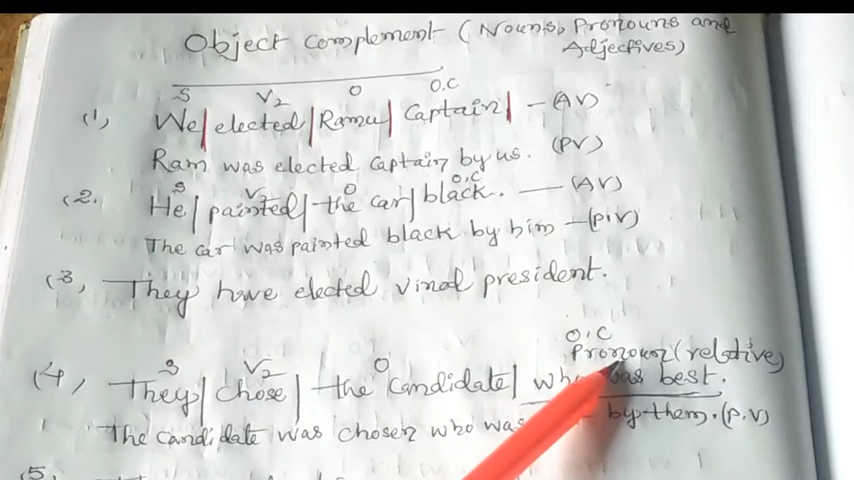 Object complement (Nouns, Pronouns and
Adjectives)
S V2 O O.C
(1, We| elected |Ramu| Captain| - (AV)
Ram was elected Captain by us. (PV)
S V O O.C
(2. He| painted| the car| black. — (AV)
The car was painted black by him - (P.V)
(3, They have elected vimal president.
O.C
S V2 O Pronoun (relative)
(4, They| chose| the candidate| who was best.
The candidate was chosen who was by them. (P.V)
(5.